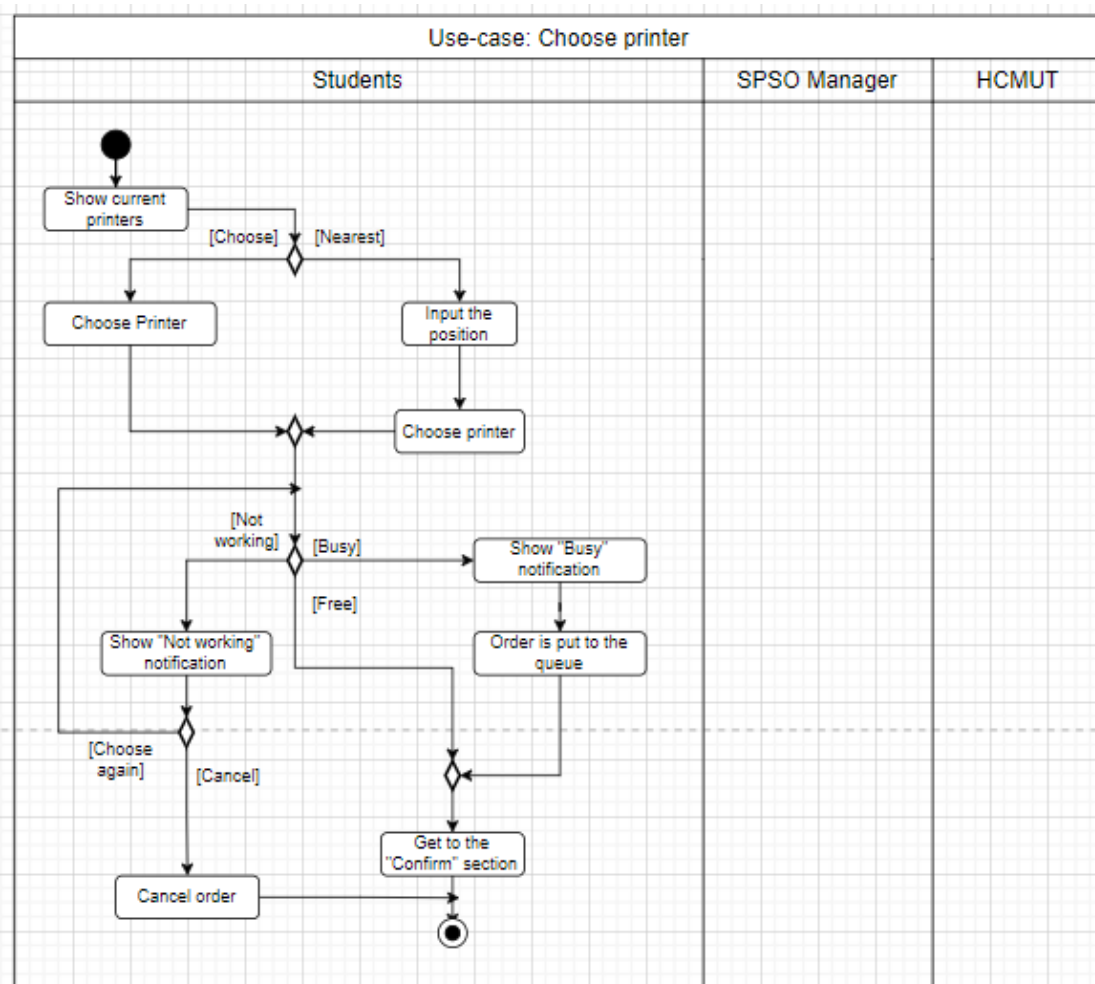 Use-case: Choose printer
Students
SPSO Manager
HCMUT
Show current
printers
[Choose]
[Nearest]
Choose Printer
Input the
position
Choose printer
[Not
working]
[Busy]
Show "Busy"
notification
[Free]
Show "Not working"
notification
Order is put to the
queue
[Choose
again]
[Cancel]
Get to the
"Confirm" section
Cancel order